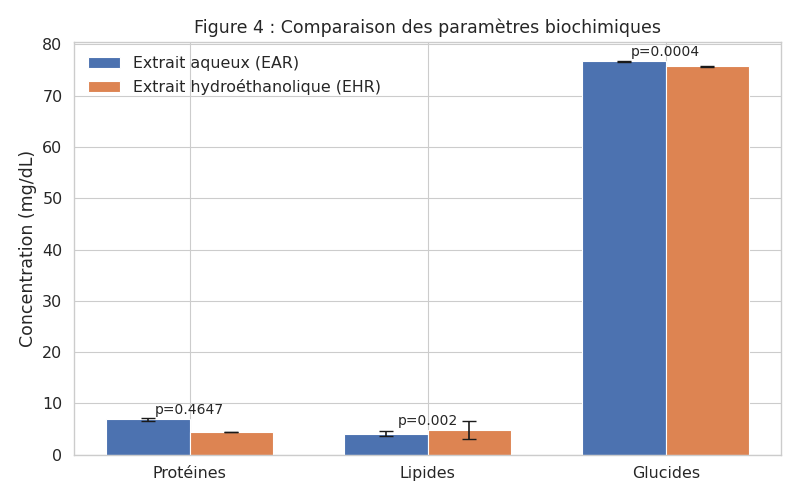 Figure 4 : Comparaison des paramètres biochimiques
Extrait aqueux (EAR)
Extrait hydroéthanolique (EHR)
Concentration (mg/dL)
80
70
60
50
40
30
20
10
0
p=0.4647
p=0.002
p=0.0004
Protéines
Lipides
Glucides